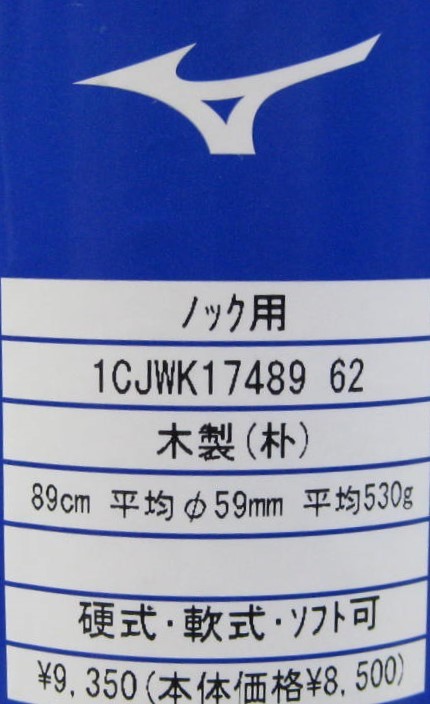 ノック用
1CJWK17489 62
木製(朴)
89cm 平均φ59mm 平均530g
硬式・軟式・ソフト可
¥9,350(本体価格¥8,500)